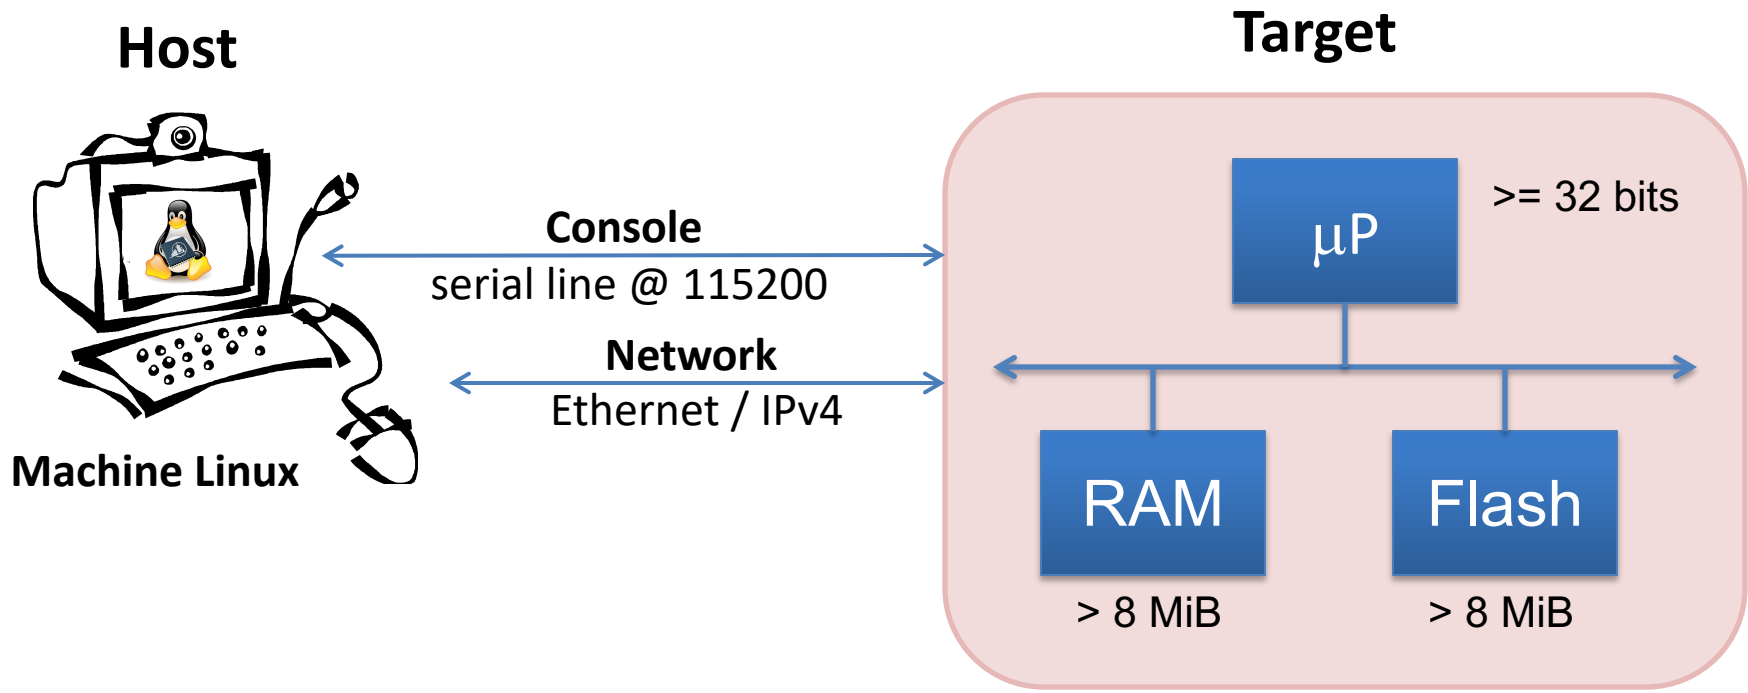 Host
Target
Console
serial line @ 115200
Network
Ethernet / IPv4
Machine Linux
μP
>= 32 bits
RAM
Flash
> 8 MiB
> 8 MiB